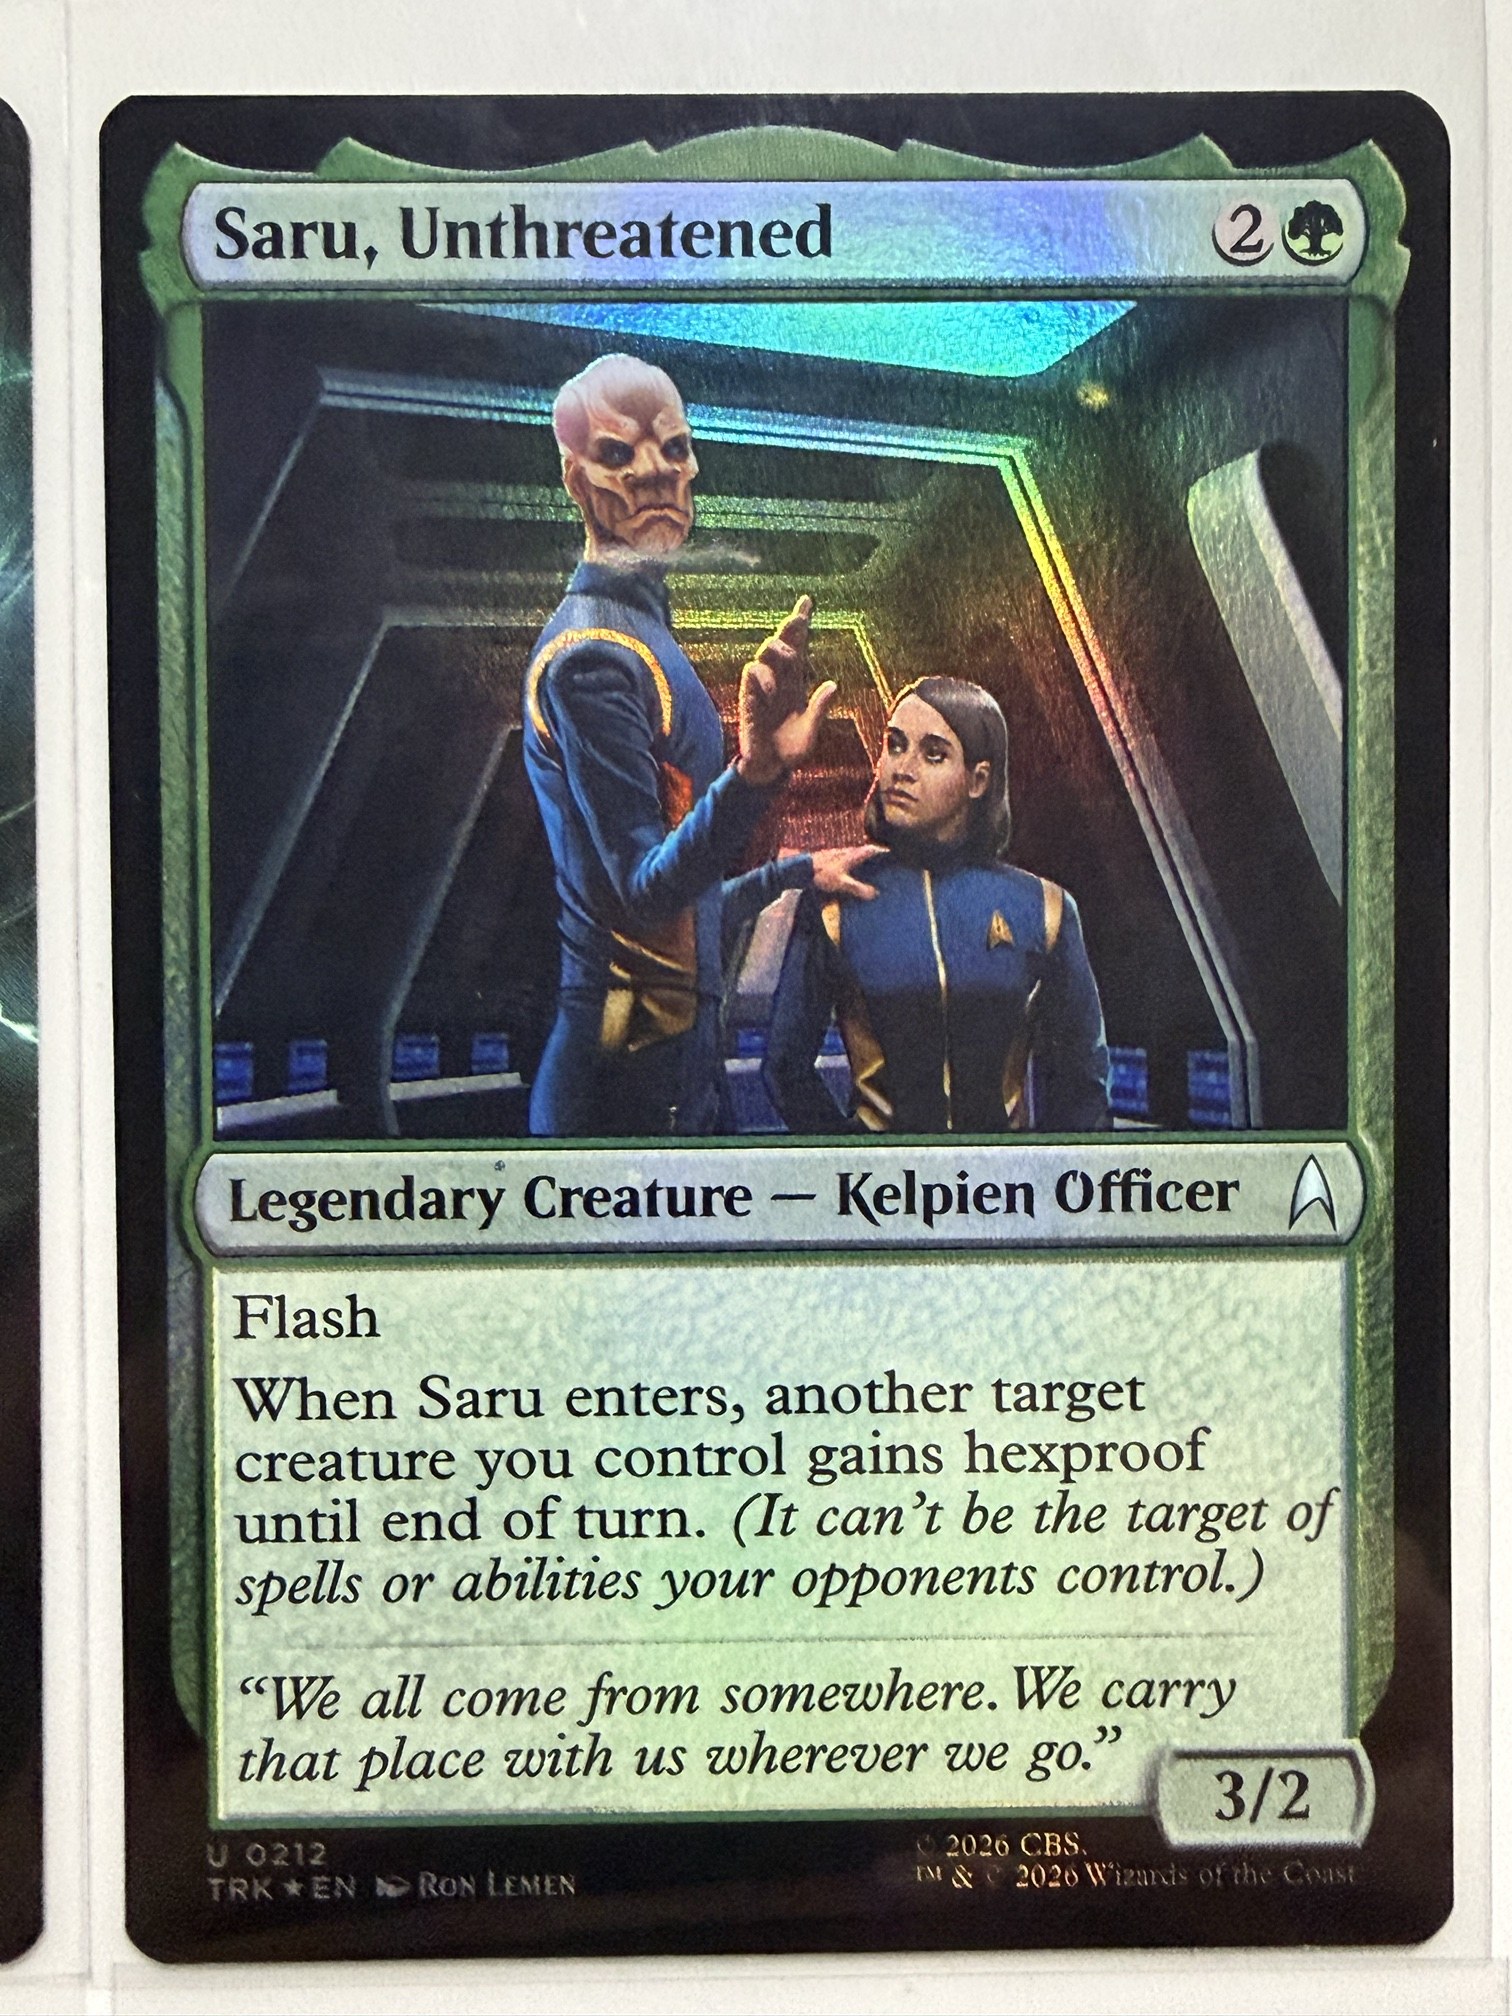 Saru, Unthreatened 2
Legendary Creature — Kelpien Officer
Flash
When Saru enters, another target
creature you control gains hexproof
until end of turn. (It can't be the target of
spells or abilities your opponents control.)
“We all come from somewhere. We carry
that place with us wherever we go.”
3/2
U 0212
TRK ★ EN Ron Lemen
© 2026 CBS.
™ & © 2026 Wizards of the Coast